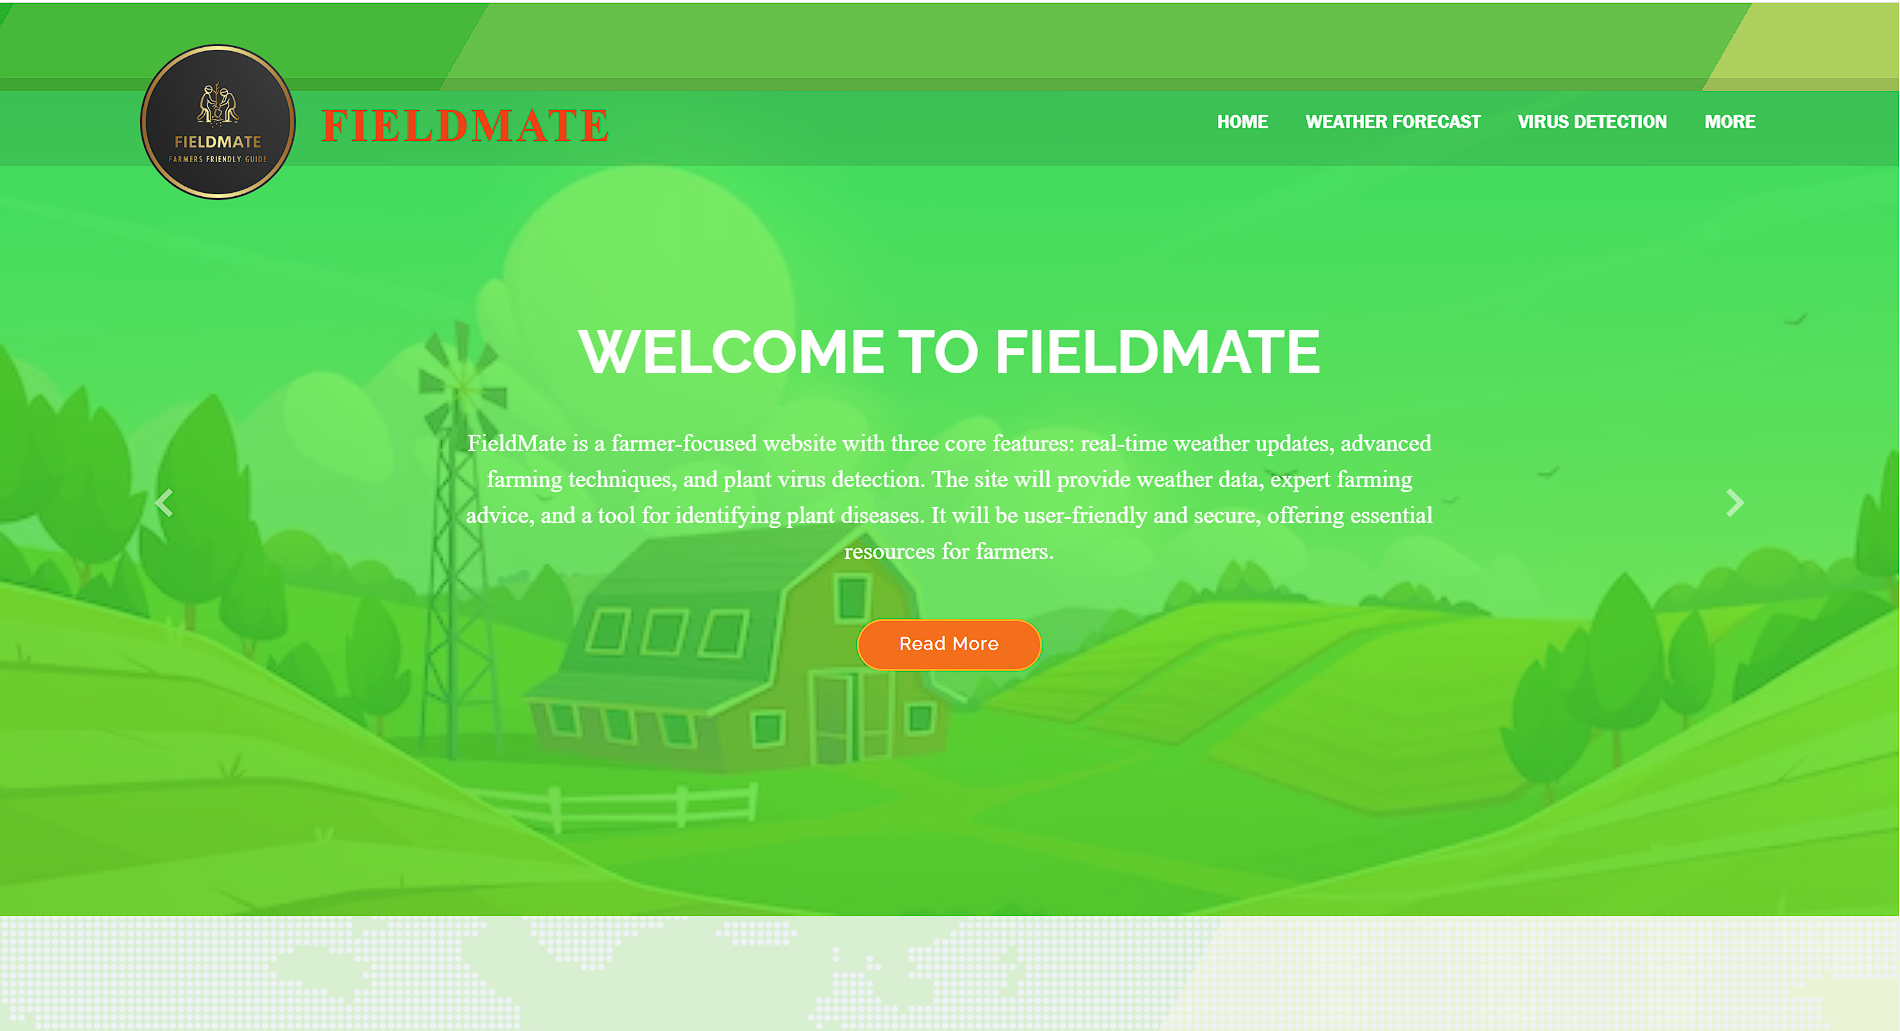 FIELDMATE
FARMERS FRIENDLY GUIDE
FIELDMATE
HOME WEATHER FORECAST VIRUS DETECTION MORE
WELCOME TO FIELDMATE
FieldMate is a farmer-focused website with three core features: real-time weather updates, advanced
farming techniques, and plant virus detection. The site will provide weather data, expert farming
advice, and a tool for identifying plant diseases. It will be user-friendly and secure, offering essential
resources for farmers.
Read More